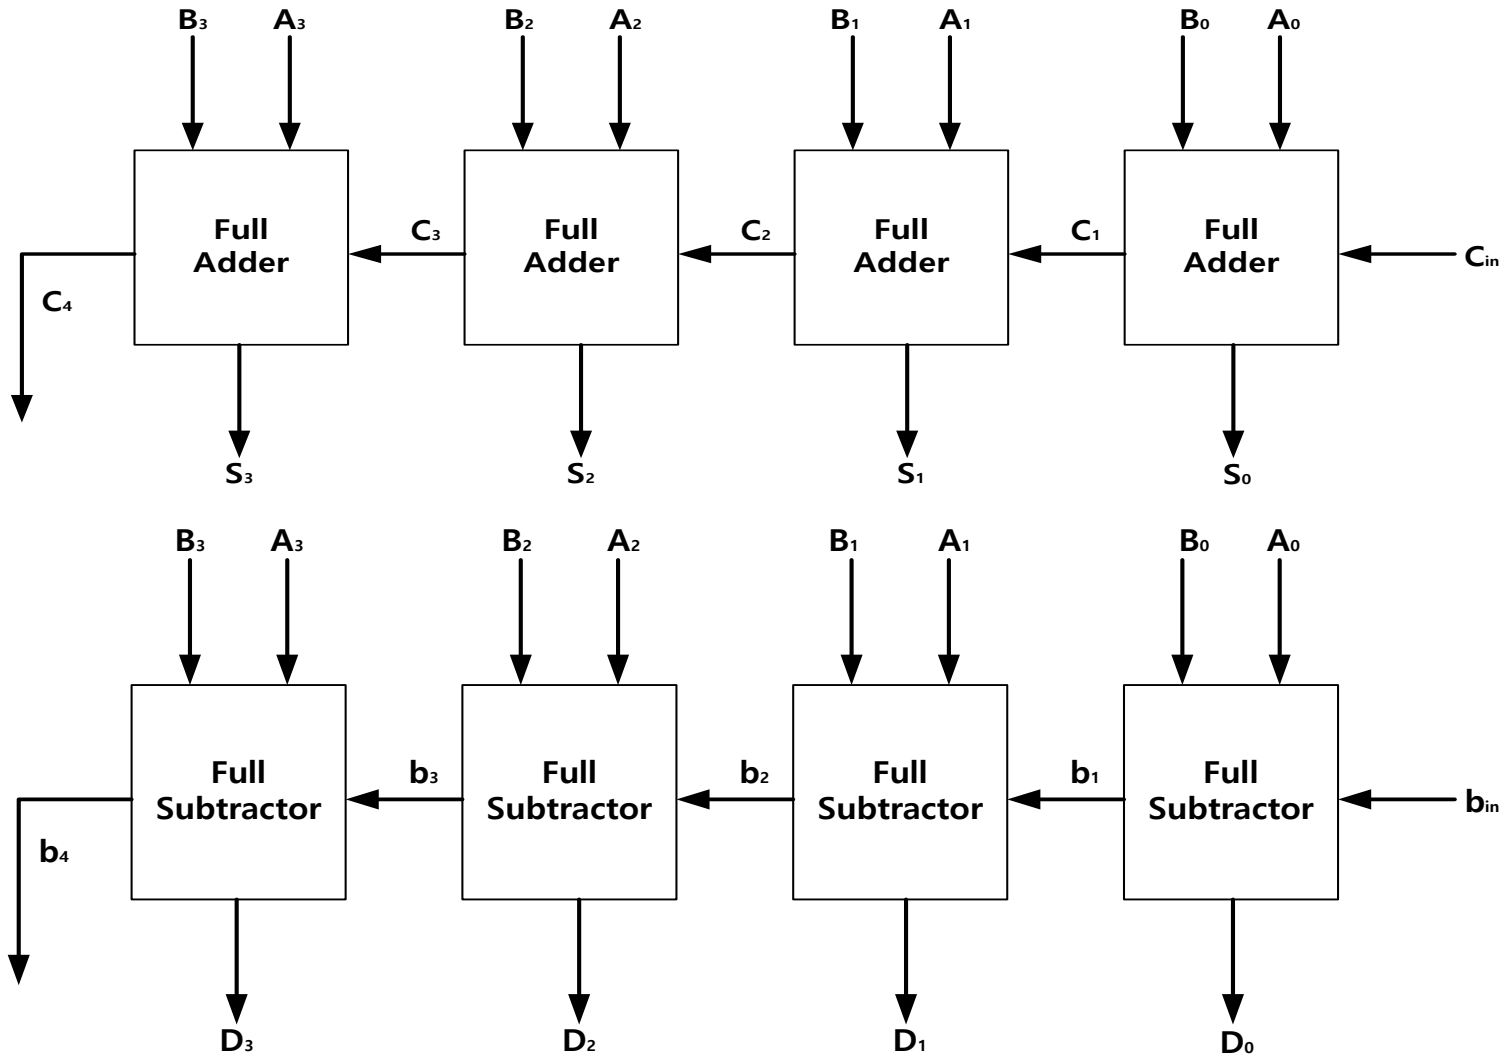 B₃ A₃ B₂ A₂ B₁ A₁ B₀ A₀
Full Adder
Full Adder
Full Adder
Full Adder
C₄ C₃ C₂ C₁ Cin
S₃ S₂ S₁ S₀
B₃ A₃ B₂ A₂ B₁ A₁ B₀ A₀
Full Subtractor
Full Subtractor
Full Subtractor
Full Subtractor
b₄ b₃ b₂ b₁ bin
D₃ D₂ D₁ D₀